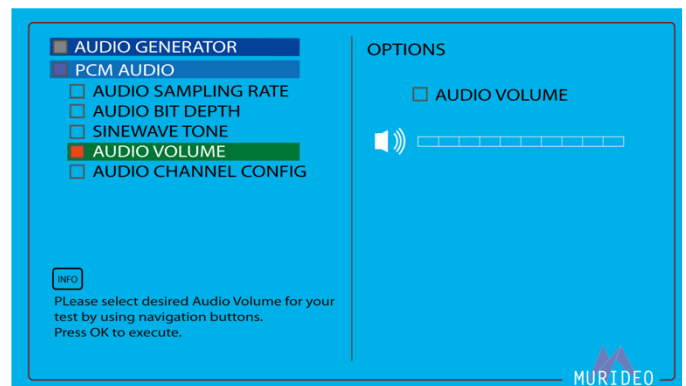 AUDIO GENERATOR
PCM AUDIO
AUDIO SAMPLING RATE
AUDIO BIT DEPTH
SINEWAVE TONE
AUDIO VOLUME
AUDIO CHANNEL CONFIG
INFO
PLease select desired Audio Volume for your
test by using navigation buttons.
Press OK to execute.
OPTIONS
AUDIO VOLUME
MURIDEO